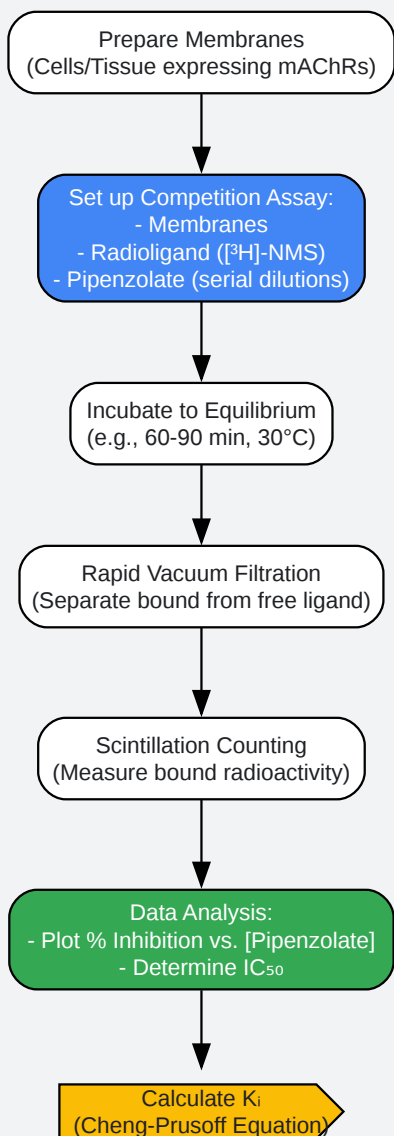 Prepare Membranes
(Cells/Tissue expressing mAChRs)
Set up Competition Assay:
- Membranes
- Radioligand ([³H]-NMS)
- Pipenzolate (serial dilutions)
Incubate to Equilibrium
(e.g., 60-90 min, 30°C)
Rapid Vacuum Filtration
(Separate bound from free ligand)
Scintillation Counting
(Measure bound radioactivity)
Data Analysis:
- Plot % Inhibition vs. [Pipenzolate]
- Determine IC₅₀
Calculate Kᵢ
(Cheng-Prusoff Equation)